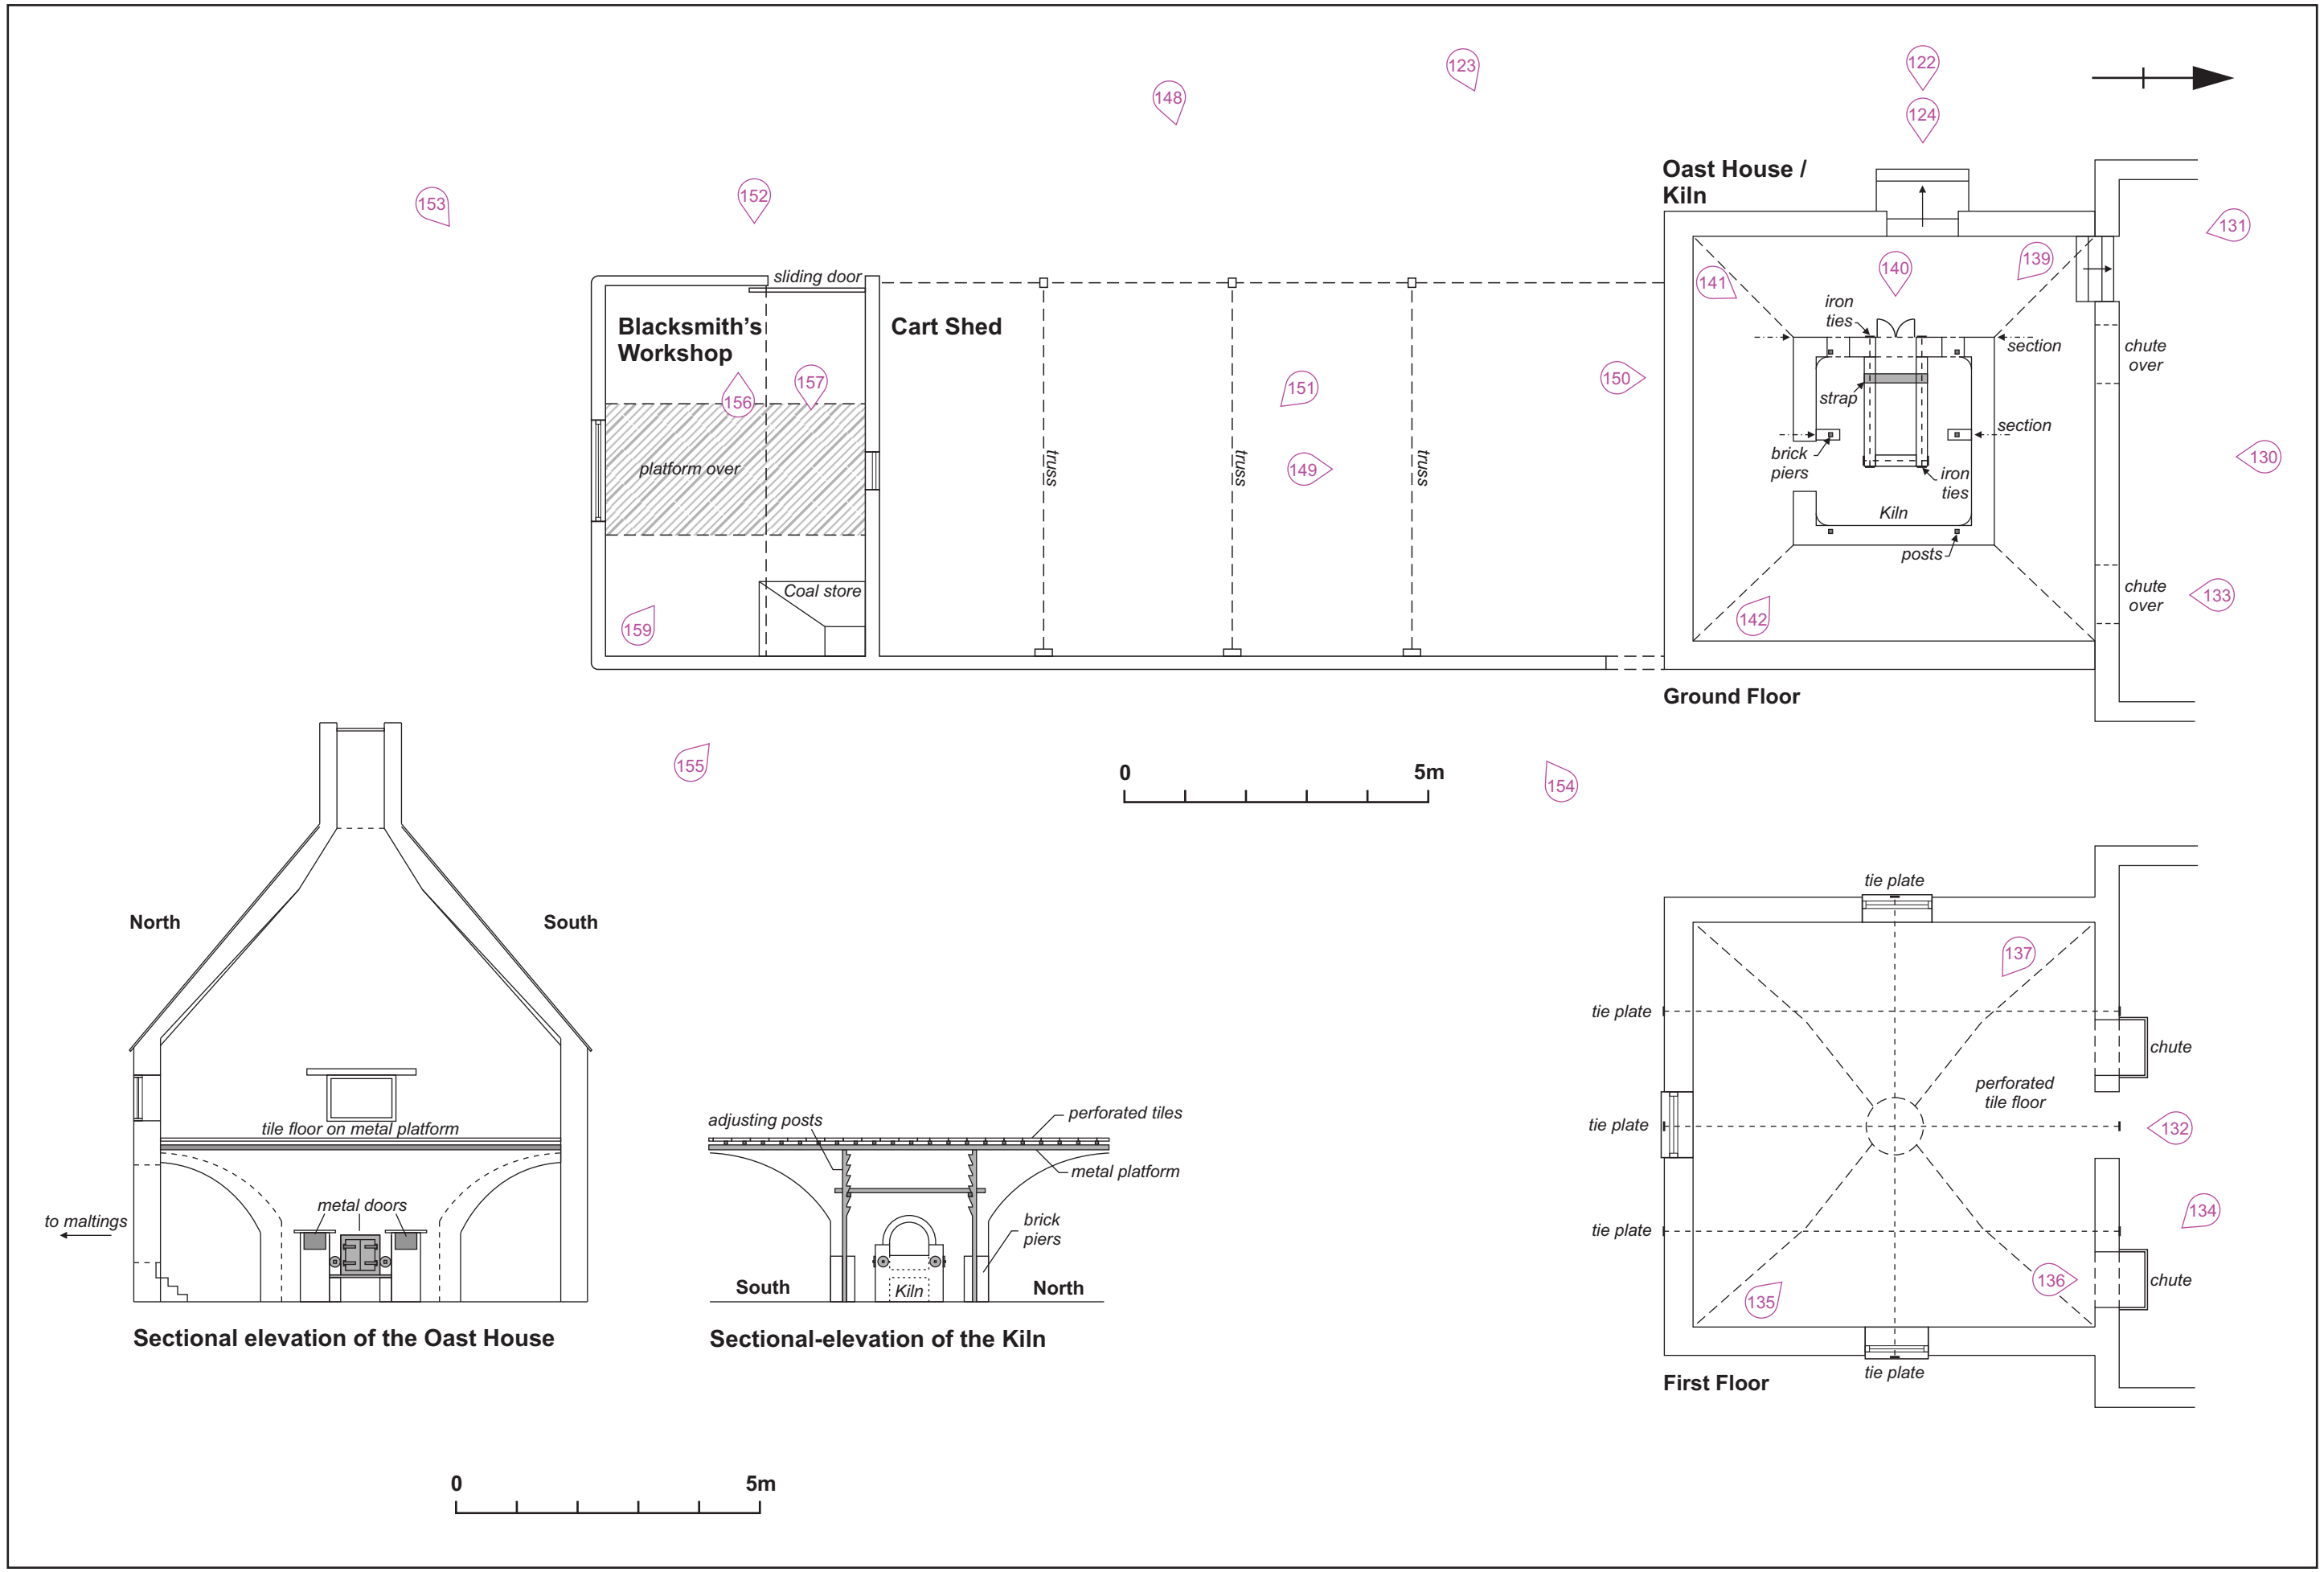 123
122
148
124
Oast House /
Kiln
153
152
131
sliding door
141
140
139
Blacksmith's
Workshop
Cart Shed
iron
ties
section
chute
over
156
157
151
150
strap
section
platform over
truss
truss
truss
149
brick
piers
iron
ties
130
Kiln
posts
Coal store
159
142
chute
over
133
Ground Floor
155
0
5m
154
North
South
tile floor on metal platform
metal doors
to maltings
Sectional elevation of the Oast House
adjusting posts
perforated tiles
metal platform
brick
piers
South
Kiln
North
Sectional-elevation of the Kiln
tie plate
137
tie plate
chute
perforated
tile floor
tie plate
132
tie plate
134
135
136
chute
tie plate
First Floor
0
5m